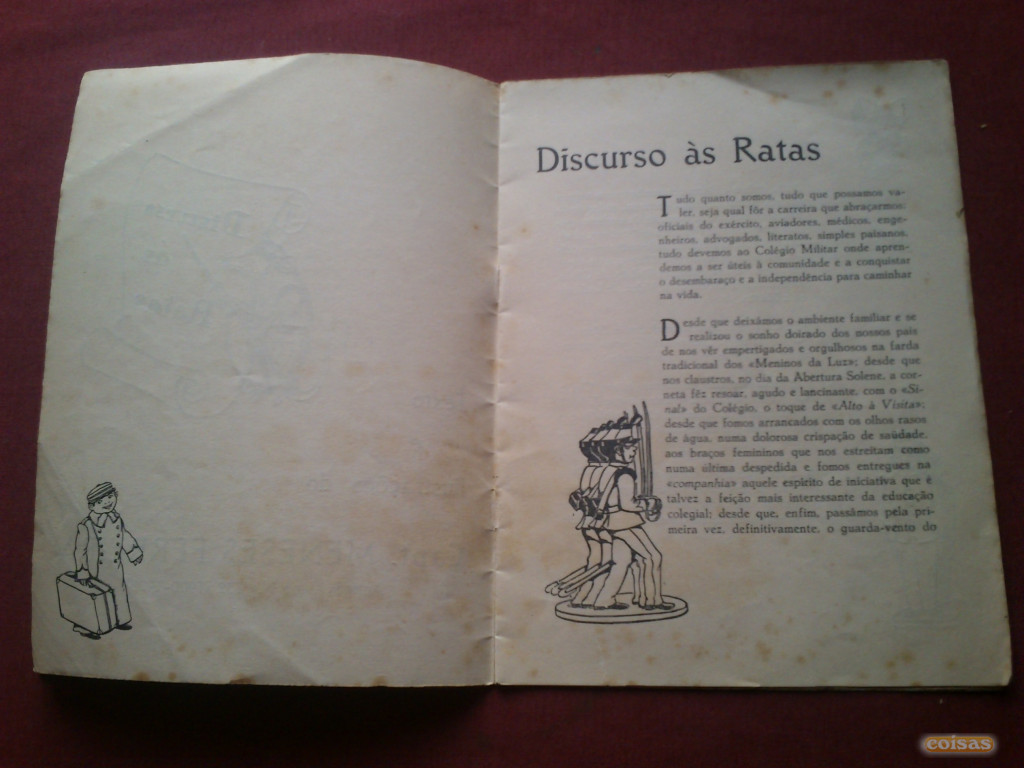 Discurso às Ratas
Tudo quanto somos, tudo que possamos va-
ler, seja qual fôr a carreira que abraçarmos:
oficiais do exército, aviadores, médicos, enge-
nheiros, advogados, literatos, simples paisanos,
tudo devemos ao Colégio Militar onde apren-
demos a ser úteis à comunidade e a conquistar
o desembaraço e a independência para caminhar
na vida.
Desde que deixámos o ambiente familiar e se
realizou o sonho doirado dos nossos pais
de nos vêr empertigados e orgulhosos na farda
tradicional dos «Meninos da Luz»; desde que
nos claustros, no dia da Abertura Solene, a cor-
neta fêz resoar, agudo e lancinante, com o «Si-
nal» do Colégio, o toque de «Alto à Visita»;
desde que fomos arrancados com os olhos rasos
de água, numa dolorosa crispação de saüdade,
aos braços femininos que nos estreitam como
numa última despedida e fomos entregues na
«companhia» aquele espírito de iniciativa que é
talvez a feição mais interessante da educação
colegial; desde que, enfim, passámos pela pri-
meira vez, definitivamente, o guarda-vento do
coisas